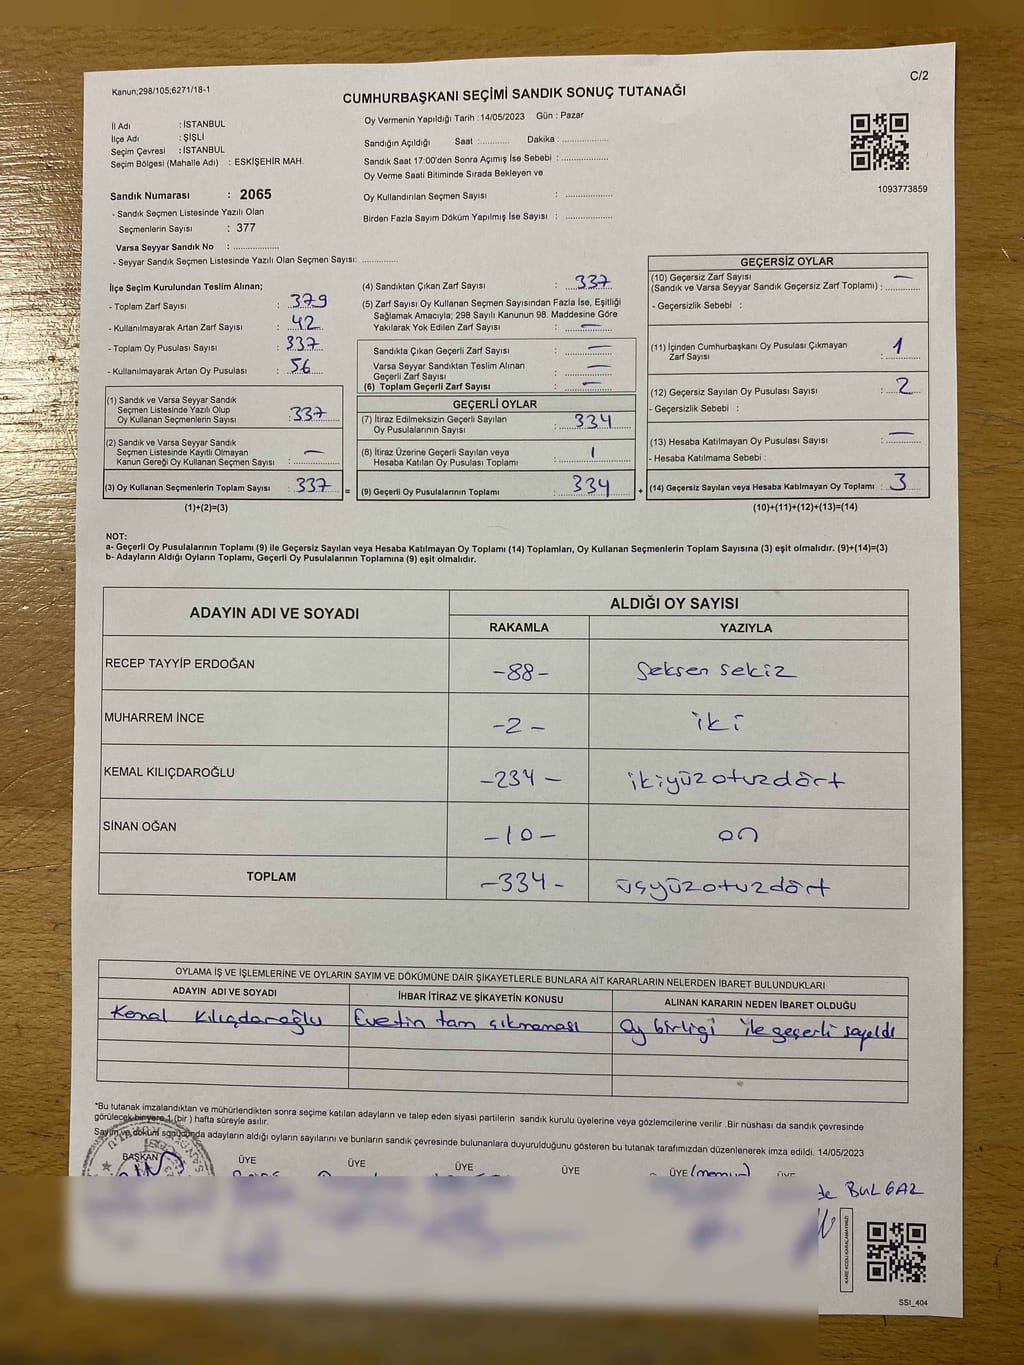 Kanun;298/105;6271/18-1
C/2
CUMHURBAŞKANI SEÇİMİ SANDIK SONUÇ TUTANAĞI
İl Adı : İSTANBUL
İlçe Adı : ŞİŞLİ
Seçim Çevresi : İSTANBUL
Seçim Bölgesi (Mahalle Adı) : ESKİŞEHİR MAH.
Sandık Numarası : 2065
- Sandık Seçmen Listesinde Yazılı Olan
Seçmenlerin Sayısı : 377
Varsa Seyyar Sandık No : ..................
- Seyyar Sandık Seçmen Listesinde Yazılı Olan Seçmen Sayısı: ..............
Oy Vermenin Yapıldığı Tarih : 14/05/2023 Gün : Pazar
Sandığın Açıldığı Saat :........... Dakika :.................
Sandık Saat 17:00'den Sonra Açımış İse Sebebi :.................
Oy Verme Saati Bitiminde Sırada Bekleyen ve
Oy Kullandırılan Seçmen Sayısı : .................
Birden Fazla Sayım Döküm Yapılmış İse Sayısı : .................
1093773859
İlçe Seçim Kurulundan Teslim Alınan;
- Toplam Zarf Sayısı : 379
- Kullanılmayarak Artan Zarf Sayısı : 42
- Toplam Oy Pusulası Sayısı : 337
- Kullanılmayarak Artan Oy Pusulası : 56
(1) Sandık ve Varsa Seyyar Sandık
Seçmen Listesinde Yazılı Olup
Oy Kullanan Seçmenlerin Sayısı : 337
(2) Sandık ve Varsa Seyyar Sandık
Seçmen Listesinde Kayıtlı Olmayan
Kanun Gereği Oy Kullanan Seçmen Sayısı : —
(3) Oy Kullanan Seçmenlerin Toplam Sayısı : 337 =
(1)+(2)=(3)
(4) Sandıktan Çıkan Zarf Sayısı : 337
(5) Zarf Sayısı Oy Kullanan Seçmen Sayısından Fazla İse, Eşitliği
Sağlamak Amacıyla; 298 Sayılı Kanunun 98. Maddesine Göre
Yakılarak Yok Edilen Zarf Sayısı : —
Sandıkta Çıkan Geçerli Zarf Sayısı : —
Varsa Seyyar Sandıktan Teslim Alınan
Geçerli Zarf Sayısı : —
(6) Toplam Geçerli Zarf Sayısı : —
GEÇERLİ OYLAR
(7) İtiraz Edilmeksizin Geçerli Sayılan
Oy Pusulalarının Sayısı : 334
(8) İtiraz Üzerine Geçerli Sayılan veya
Hesaba Katılan Oy Pusulası Toplamı : 1
(9) Geçerli Oy Pusulalarının Toplamı : 334 +
GEÇERSİZ OYLAR
(10) Geçersiz Zarf Sayısı
(Sandık ve Varsa Seyyar Sandık Geçersiz Zarf Toplamı) : —
- Geçersizlik Sebebi :
(11) İçinden Cumhurbaşkanı Oy Pusulası Çıkmayan
Zarf Sayısı : 1
(12) Geçersiz Sayılan Oy Pusulası Sayısı : 2
- Geçersizlik Sebebi :
(13) Hesaba Katılmayan Oy Pusulası Sayısı : —
- Hesaba Katılmama Sebebi :
(14) Geçersiz Sayılan veya Hesaba Katılmayan Oy Toplamı : 3
(10)+(11)+(12)+(13)=(14)
NOT:
a- Geçerli Oy Pusulalarının Toplamı (9) ile Geçersiz Sayılan veya Hesaba Katılmayan Oy Toplamı (14) Toplamları, Oy Kullanan Seçmenlerin Toplam Sayısına (3) eşit olmalıdır. (9)+(14)=(3)
b- Adayların Aldığı Oyların Toplamı, Geçerli Oy Pusulalarının Toplamına (9) eşit olmalıdır.
ADAYIN ADI VE SOYADI ALDIĞI OY SAYISI
RAKAMLA YAZIYLA
RECEP TAYYİP ERDOĞAN -88- Seksen sekiz
MUHARREM İNCE -2- iki
KEMAL KILIÇDAROĞLU -234- ikiyüzotuzdört
SİNAN OĞAN -10- on
TOPLAM -334- üçyüzotuzdört
OYLAMA İŞ VE İŞLEMLERİNE VE OYLARIN SAYIM VE DÖKÜMÜNE DAİR ŞİKAYETLERLE BUNLARA AİT KARARLARIN NELERDEN İBARET BULUNDUKLARI
ADAYIN ADI VE SOYADI İHBAR İTİRAZ VE ŞİKAYETİN KONUSU ALINAN KARARIN NEDEN İBARET OLDUĞU
Kemal Kılıçdaroğlu Evetin tam çıkmaması Oy birliği ile geçerli sayıldı
*Bu tutanak imzalandıktan ve mühürlendikten sonra seçime katılan adayların ve talep eden siyasi partilerin sandık kurulu üyelerine veya gözlemcilerine verilir .Bir nüshası da sandık çevresinde
görülecek bir yere 1 (bir ) hafta süreyle asılır.
Sayım ve döküm sonucunda adayların aldığı oyların sayılarını ve bunların sandık çevresinde bulunanlara duyurulduğunu gösteren bu tutanak tarafımızdan düzenlenerek imza edildi. 14/05/2023
BAŞKAN ÜYE ÜYE ÜYE ÜYE ÜYE (memur) ÜYE
BULGAZ
SSI_404